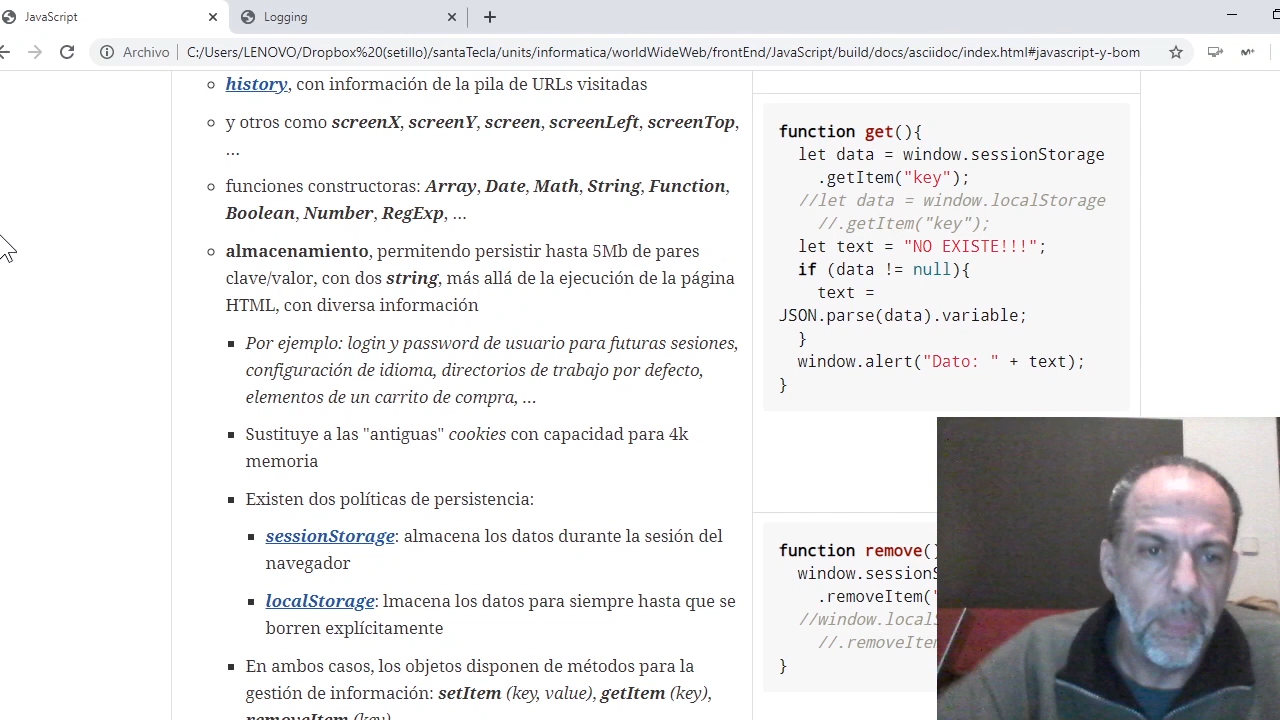 JavaScript
Logging
Archivo
C:/Users/LENOVO/Dropbox%20(setillo)/santaTecla/units/informatica/worldWideWeb/frontEnd/JavaScript/build/docs/asciidoc/index.html#javascript-y-bom
history, con información de la pila de URLs visitadas
y otros como screenX, screenY, screen, screenLeft, screenTop,
...
funciones constructoras: Array, Date, Math, String, Function,
Boolean, Number, RegExp, ...
almacenamiento, permitendo persistir hasta 5Mb de pares
clave/valor, con dos string, más allá de la ejecución de la página
HTML, con diversa información
Por ejemplo: login y password de usuario para futuras sesiones,
configuración de idioma, directorios de trabajo por defecto,
elementos de un carrito de compra, ...
Sustituye a las "antiguas" cookies con capacidad para 4k
memoria
Existen dos políticas de persistencia:
sessionStorage: almacena los datos durante la sesión del
navegador
localStorage: lmacena los datos para siempre hasta que se
borren explícitamente
En ambos casos, los objetos disponen de métodos para la
gestión de información: setItem (key, value), getItem (key),
removeItem (key)
function get(){
let data = window.sessionStorage
.getItem("key");
//let data = window.localStorage
//.getItem("key");
let text = "NO EXISTE!!!";
if (data != null){
text =
JSON.parse(data).variable;
}
window.alert("Dato: " + text);
}
function remove()
window.sessionS
.removeItem("
//window.localS
//.removeItem
}